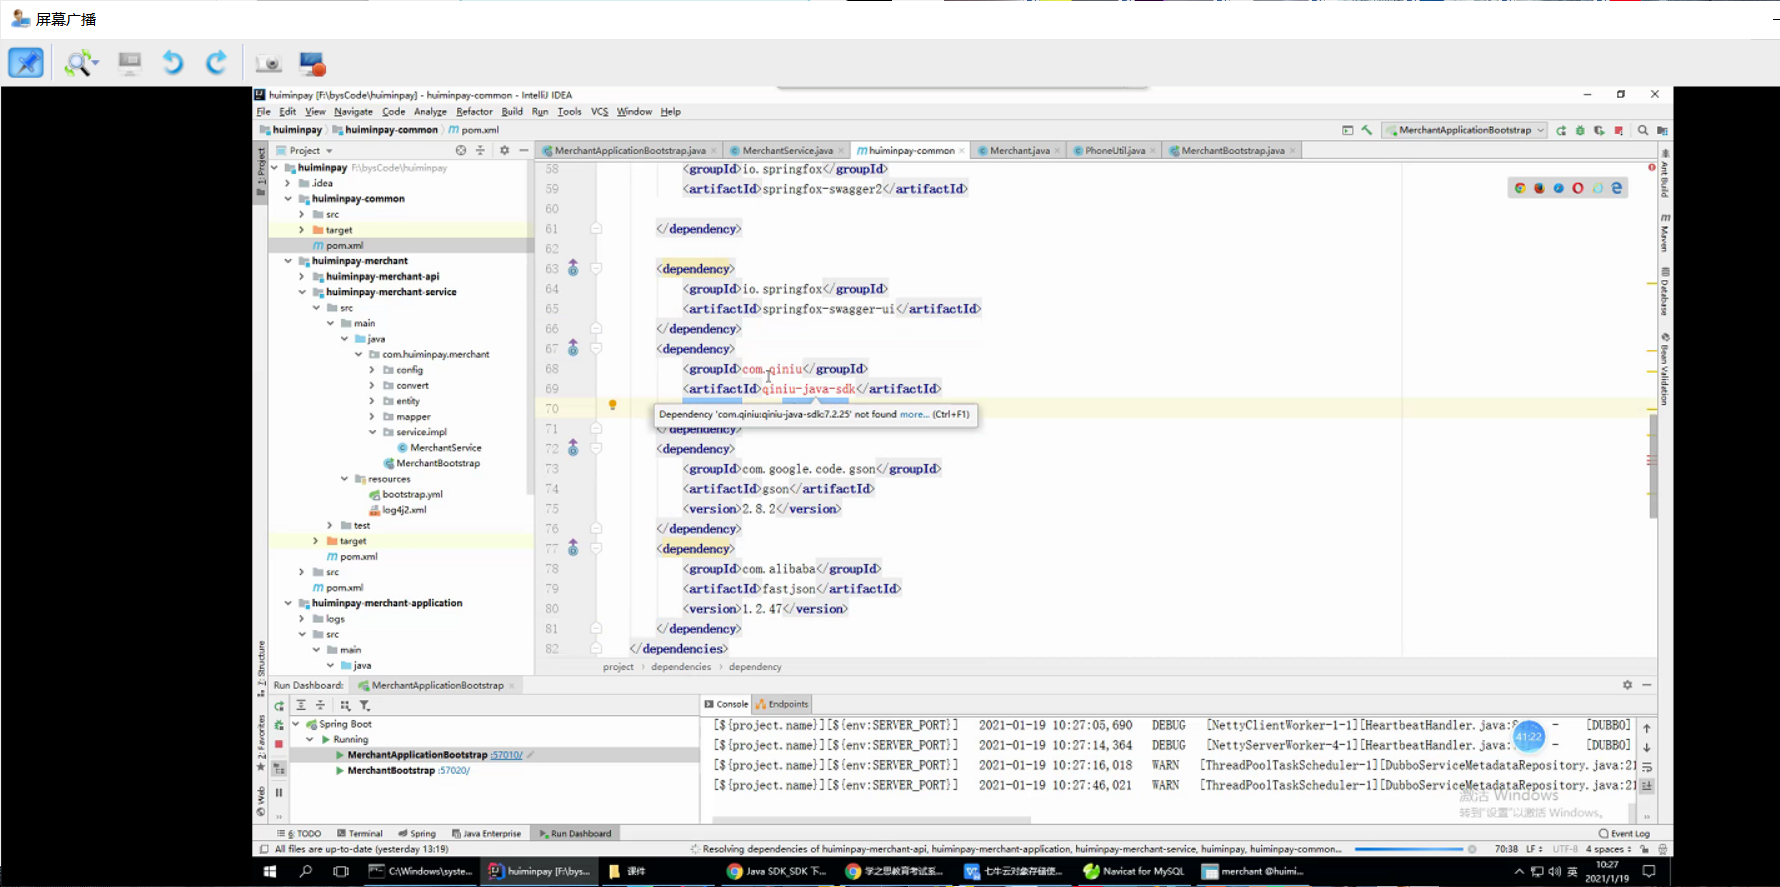 屏幕广播
huiminpay [F:\bysCode\huiminpay] - huiminpay-common - IntelliJ IDEA
File Edit View Navigate Code Analyze Refactor Build Run Tools VCS Window Help
huiminpay huiminpay-common pom.xml
MerchantApplicationBootstrap
Project
MerchantApplicationBootstrap.java MerchantService.java huiminpay-common Merchant.java PhoneUtil.java MerchantBootstrap.java
huiminpay F:\bysCode\huiminpay
.idea
huiminpay-common
src
target
pom.xml
huiminpay-merchant
huiminpay-merchant-api
huiminpay-merchant-service
src
main
java
com.huiminpay.merchant
config
convert
entity
mapper
service.impl
MerchantService
MerchantBootstrap
resources
bootstrap.yml
log4j2.xml
test
target
pom.xml
src
pom.xml
huiminpay-merchant-application
logs
src
main
java
58 <groupId>io.springfox</groupId>
59 <artifactId>springfox-swagger2</artifactId>
60
61 </dependency>
62
63 <dependency>
64 <groupId>io.springfox</groupId>
65 <artifactId>springfox-swagger-ui</artifactId>
66 </dependency>
67 <dependency>
68 <groupId>com.qiniu</groupId>
69 <artifactId>qiniu-java-sdk</artifactId>
70
Dependency 'com.qiniu:qiniu-java-sdk:7.2.25' not found more... (Ctrl+F1)
71 </dependency>
72 <dependency>
73 <groupId>com.google.code.gson</groupId>
74 <artifactId>gson</artifactId>
75 <version>2.8.2</version>
76 </dependency>
77 <dependency>
78 <groupId>com.alibaba</groupId>
79 <artifactId>fastjson</artifactId>
80 <version>1.2.47</version>
81 </dependency>
82 </dependencies>
project dependencies dependency
1: Project
Z: Structure
2: Favorites
Web
Ant Build
Maven
Database
Bean Validation
Run Dashboard: MerchantApplicationBootstrap
Spring Boot
Running
MerchantApplicationBootstrap :57010/
MerchantBootstrap :57020/
Console Endpoints
[${project.name}][${env:SERVER_PORT}] 2021-01-19 10:27:05,690 DEBUG [NettyClientWorker-1-1][HeartbeatHandler.java: - [DUBBO]
[${project.name}][${env:SERVER_PORT}] 2021-01-19 10:27:14,364 DEBUG [NettyServerWorker-4-1][HeartbeatHandler.java: - [DUBBO]
[${project.name}][${env:SERVER_PORT}] 2021-01-19 10:27:16,018 WARN [ThreadPoolTaskScheduler-1][DubboServiceMetadataRepository.java:21
[${project.name}][${env:SERVER_PORT}] 2021-01-19 10:27:46,021 WARN [ThreadPoolTaskScheduler-1][DubboServiceMetadataRepository.java:21
41:22
激活 Windows
转到"设置"以激活 Windows。
6: TODO Terminal Spring Java Enterprise Run Dashboard Event Log
All files are up-to-date (yesterday 13:19) Resolving dependencies of huiminpay-merchant-api, huiminpay-merchant-application, huiminpay-merchant-service, huiminpay, huiminpay-common... 70:38 LF UTF-8 4 spaces
C:\Windows\syste... huiminpay [F:\bys... 课件 Java SDK_SDK 下... 学之思教育考试系... 七牛云对象存储使... Navicat for MySQL merchant @huimi... 英 10:27
2021/1/19